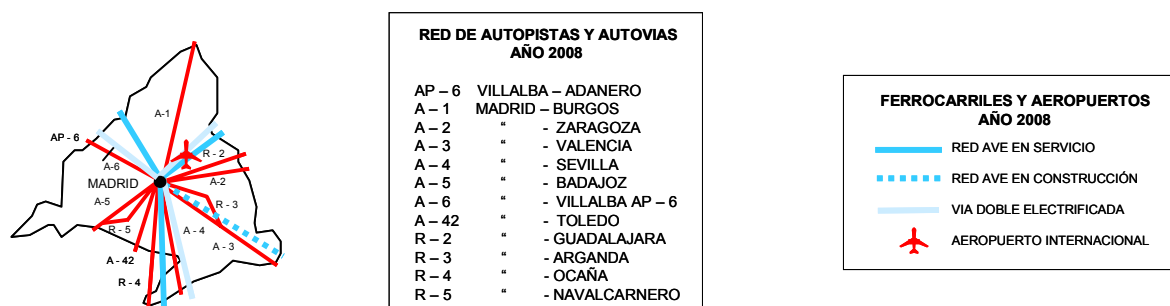 A-1
AP - 6
R - 2
A-6
A-2
MADRID
A-5
R - 3
R - 5
A - 4
A - 3
A - 42
R - 4
RED DE AUTOPISTAS Y AUTOVIAS
AÑO 2008
AP – 6 VILLALBA – ADANERO
A – 1 MADRID – BURGOS
A – 2 “ - ZARAGOZA
A – 3 “ - VALENCIA
A – 4 “ - SEVILLA
A – 5 “ - BADAJOZ
A – 6 “ - VILLALBA AP – 6
A – 42 “ - TOLEDO
R – 2 “ - GUADALAJARA
R – 3 “ - ARGANDA
R – 4 “ - OCAÑA
R – 5 “ - NAVALCARNERO
FERROCARRILES Y AEROPUERTOS
AÑO 2008
RED AVE EN SERVICIO
RED AVE EN CONSTRUCCIÓN
VIA DOBLE ELECTRIFICADA
AEROPUERTO INTERNACIONAL